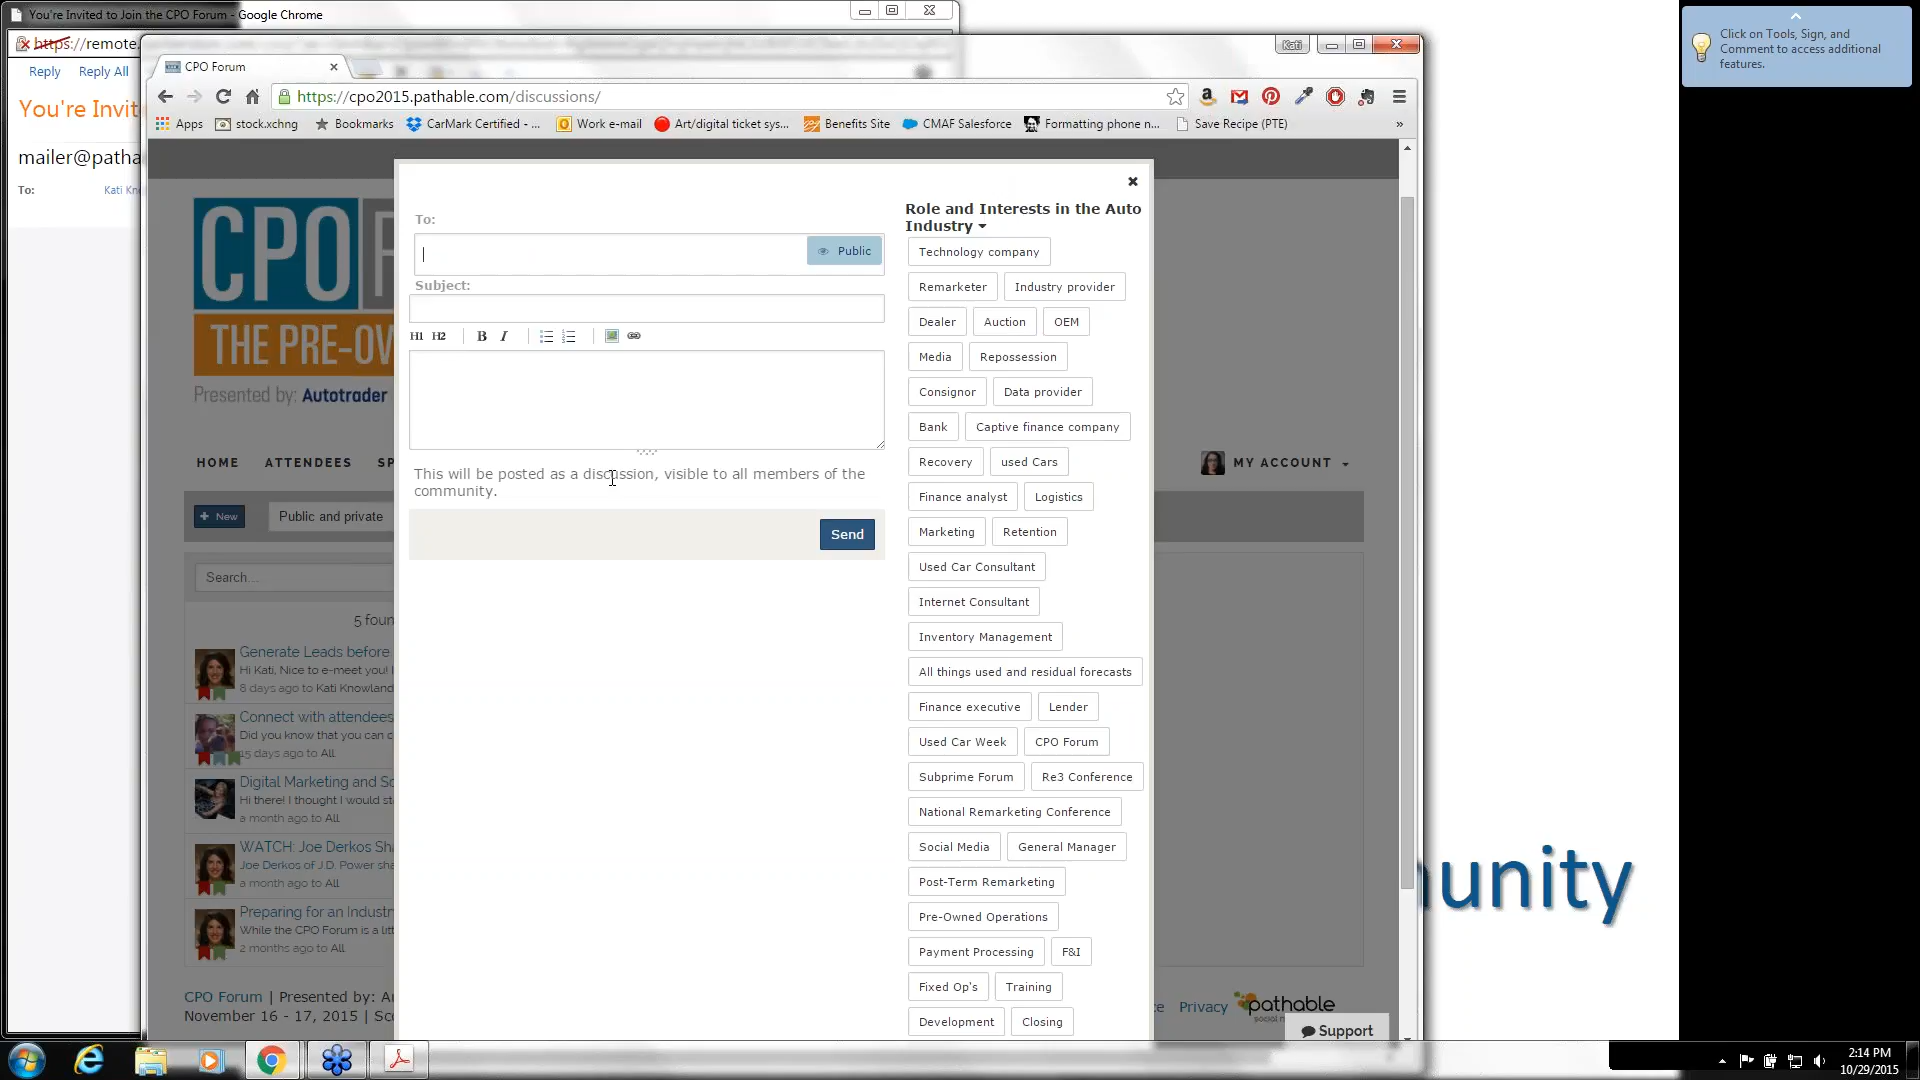 You're Invited to Join the CPO Forum - Google Chrome
https://remote.
Reply Reply All
You're Invit
mailer@patha
To: Kati Kno
Kati
CPO Forum
https://cpo2015.pathable.com/discussions/
Apps stock.xchng Bookmarks CarMark Certified - ... Work e-mail Art/digital ticket sys... Benefits Site CMAF Salesforce Formatting phone n... Save Recipe (PTE) »
CPO F
THE PRE-OW
Presented by: Autotrader
HOME ATTENDEES SP
MY ACCOUNT
+ New Public and private
Search...
5 foun
Generate Leads before
Hi Kati, Nice to e-meet you! I
8 days ago to Kati Knowland
Connect with attendees
Did you know that you can c
15 days ago to All
Digital Marketing and So
Hi there! I thought I would sta
a month ago to All
WATCH: Joe Derkos Sha
Joe Derkos of J.D. Power sha
a month ago to All
Preparing for an Industr
While the CPO Forum is a litt
2 months ago to All
CPO Forum | Presented by: Au
November 16 - 17, 2015 | Sco
To:
Public
Subject:
H1 H2 B I
This will be posted as a discussion, visible to all members of the
community.
Send
Role and Interests in the Auto
Industry
Technology company
Remarketer Industry provider
Dealer Auction OEM
Media Repossession
Consignor Data provider
Bank Captive finance company
Recovery used Cars
Finance analyst Logistics
Marketing Retention
Used Car Consultant
Internet Consultant
Inventory Management
All things used and residual forecasts
Finance executive Lender
Used Car Week CPO Forum
Subprime Forum Re3 Conference
National Remarketing Conference
Social Media General Manager
Post-Term Remarketing
Pre-Owned Operations
Payment Processing F&I
Fixed Op's Training
Development Closing
ce Privacy pathable
Support
Click on Tools, Sign, and
Comment to access additional
features.
unity
2:14 PM
10/29/2015